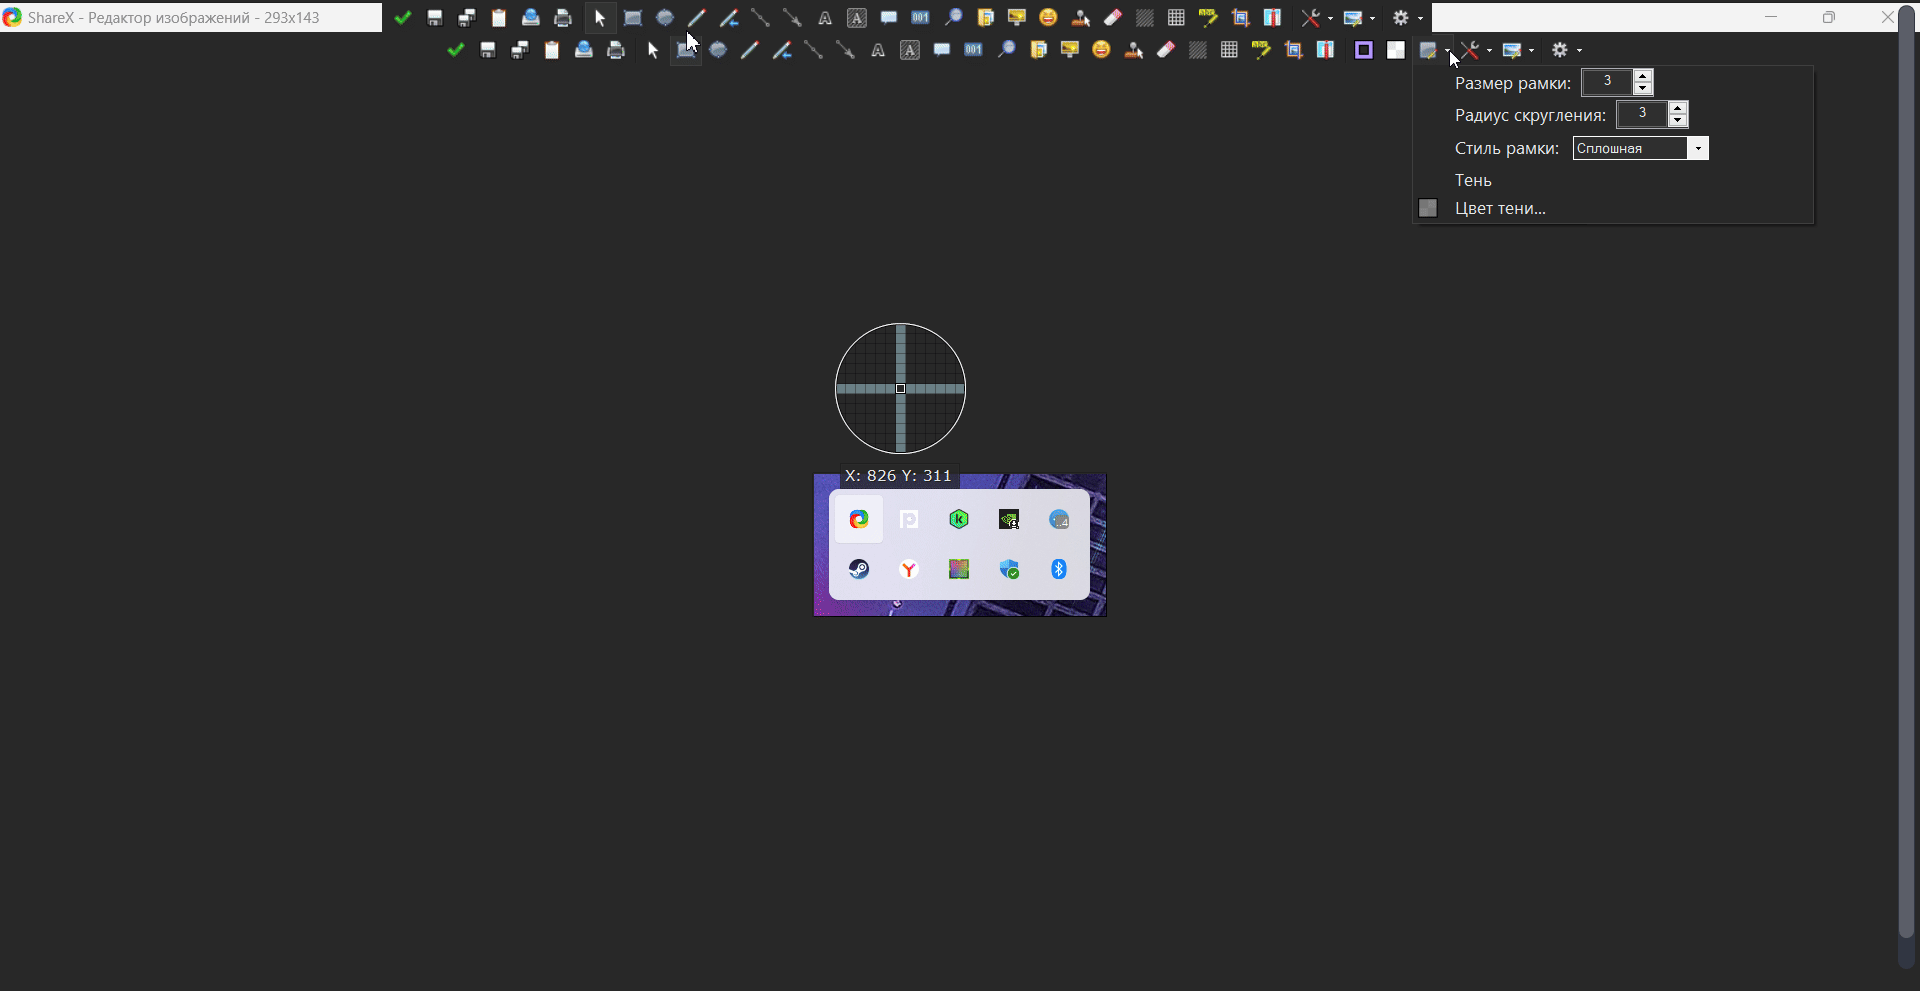 ShareX - Редактор изображений - 293x143
Размер рамки: 3
Радиус скругления: 3
Стиль рамки: Сплошная
Тень
Цвет тени...
X: 826 Y: 311